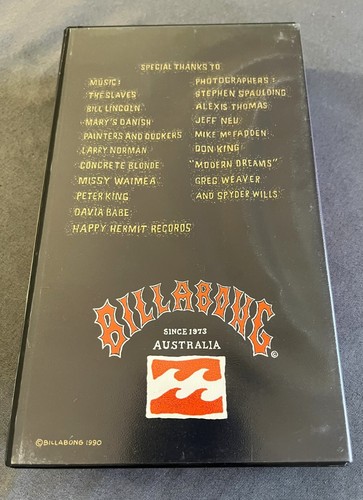 SPECIAL THANKS TO
MUSIC!
THE SLAVES
BILL LINCOLN
MARY'S DANISH
PAINTERS AND DOCKERS
LARRY NORMAN
CONCRETE BLONDE
MISSY WAIMEA
PETER KING
DAVIA BABE
HAPPY HERMIT RECORDS
PHOTOGRAPHERS!
STEPHEN SPAULDING
ALEXIS THOMAS
JEFF NEU
MIKE McFADDEN
DON KING
"MODERN DREAMS"
GREG WEAVER
AND SPYDER WILLS
BILLABONG
SINCE 1973
AUSTRALIA
©
©BILLABONG 1990